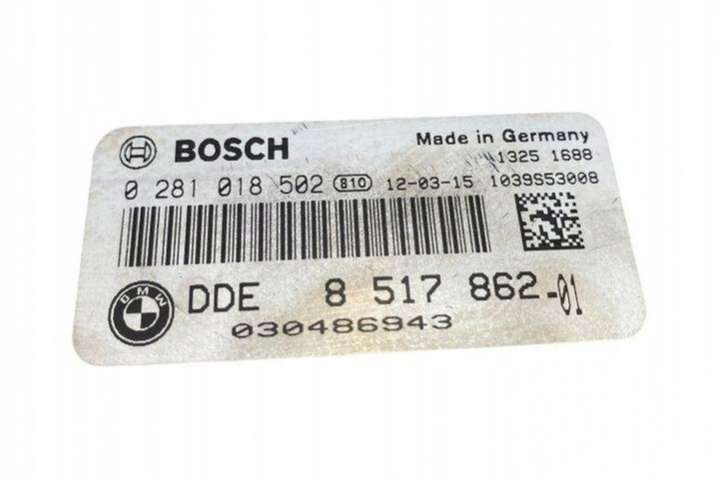 BOSCH Made in Germany
1325 1688
0 281 018 502 810 12-03-15 1039S53008
BMW DDE 8 517 862-01
030486943